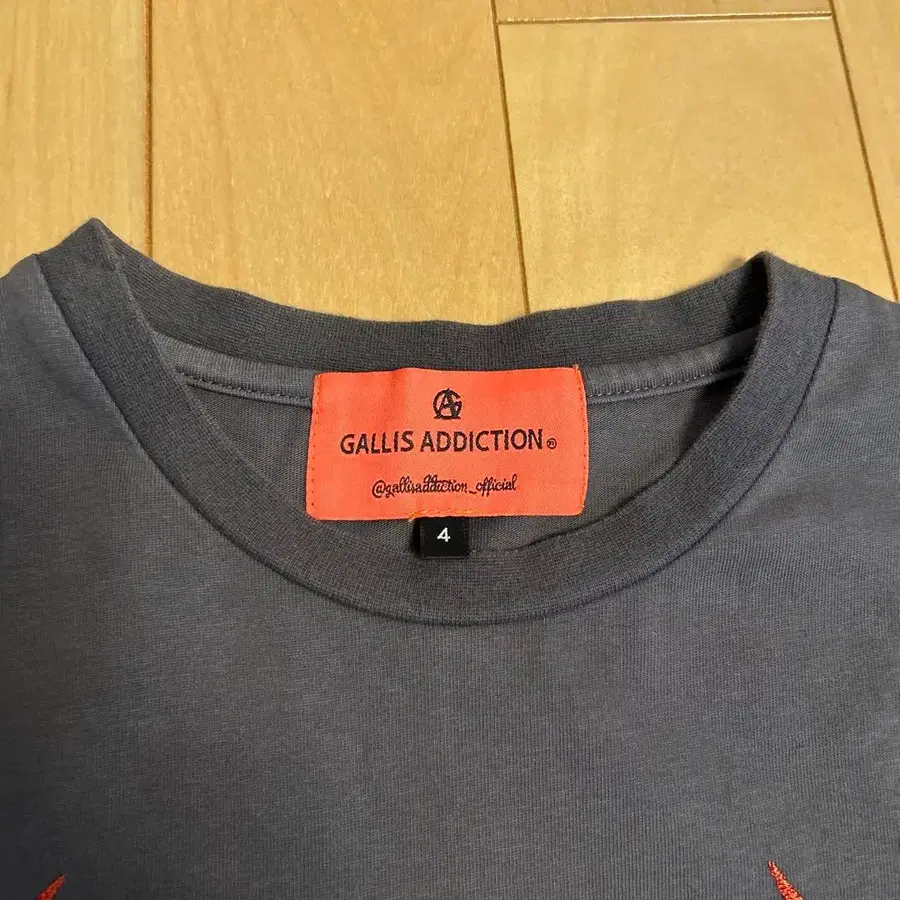 GALLIS ADDICTION®
@gallisaddiction_official
4